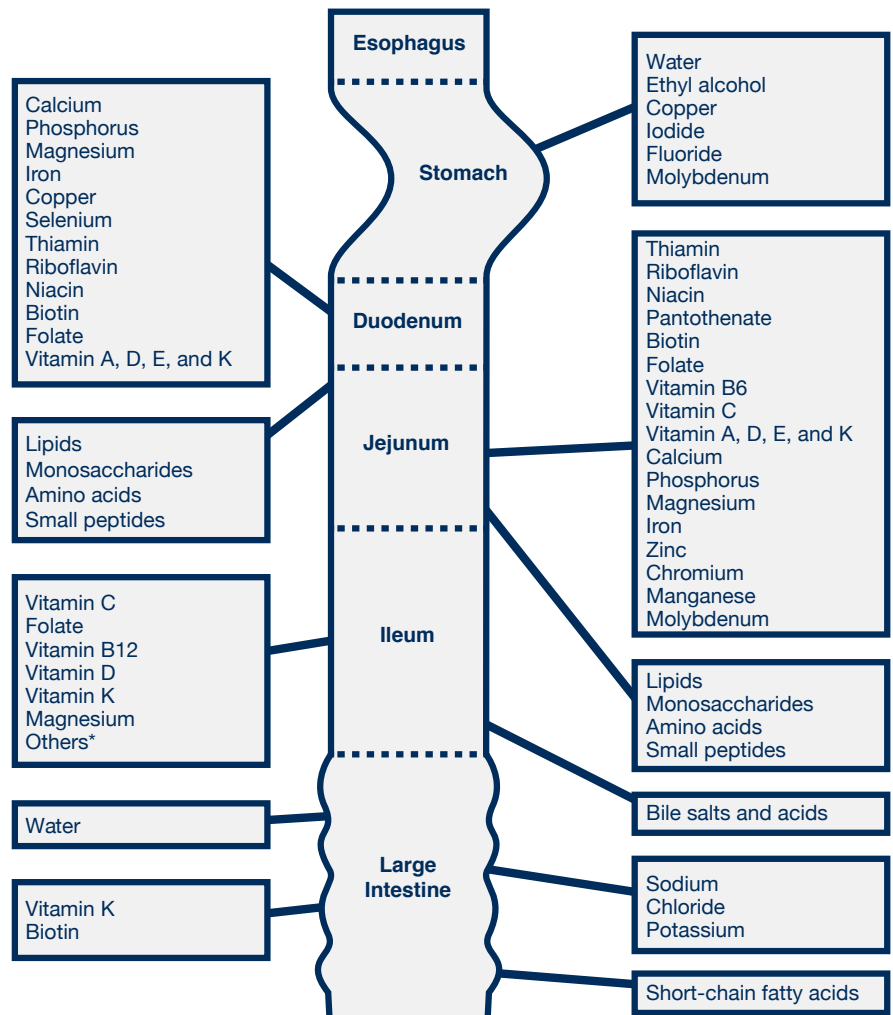 Esophagus
Water
Ethyl alcohol
Copper
Iodide
Fluoride
Molybdenum
Stomach
Calcium
Phosphorus
Magnesium
Iron
Copper
Selenium
Thiamin
Riboflavin
Niacin
Biotin
Folate
Vitamin A, D, E, and K
Duodenum
Thiamin
Riboflavin
Niacin
Pantothenate
Biotin
Folate
Vitamin B6
Vitamin C
Vitamin A, D, E, and K
Calcium
Phosphorus
Magnesium
Iron
Zinc
Chromium
Manganese
Molybdenum
Lipids
Monosaccharides
Amino acids
Small peptides
Jejunum
Lipids
Monosaccharides
Amino acids
Small peptides
Vitamin C
Folate
Vitamin B12
Vitamin D
Vitamin K
Magnesium
Others*
Ileum
Bile salts and acids
Water
Large
Intestine
Sodium
Chloride
Potassium
Vitamin K
Biotin
Short-chain fatty acids